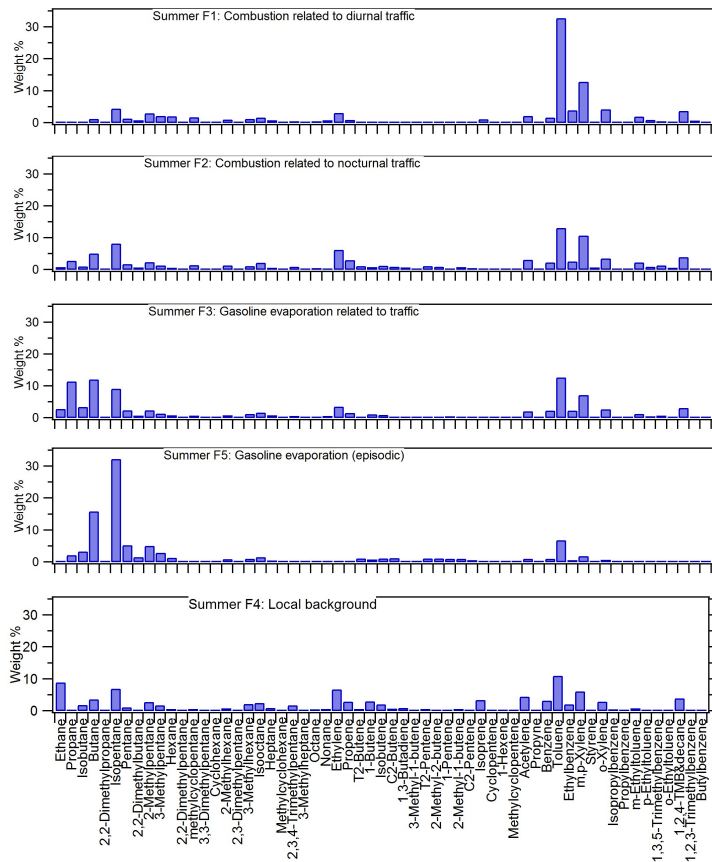 Summer F1: Combustion related to diurnal traffic
Weight %
30
20
10
0
Summer F2: Combustion related to nocturnal traffic
Weight %
30
20
10
0
Summer F3: Gasoline evaporation related to traffic
Weight %
30
20
10
0
Summer F5: Gasoline evaporation (episodic)
Weight %
30
20
10
0
Summer F4: Local background
Weight %
30
20
10
0
Ethane
Propane
Isobutane
Butane
2,2-Dimethylpropane
Isopentane
Pentane
2,2-Dimethylbutane
2-Methylpentane
3-Methylpentane
Hexane
2,2-Dimethylpentane
methylcyclopentane
3,3-Dimethylpentane
Cyclohexane
2-Methylhexane
2,3-Dimethylpentane
3-Methylhexane
Isooctane
Heptane
Methylcyclohexane
2,3,4-Trimethylpentane
3-Methylheptane
Octane
Nonane
Ethene
Propene
T2-Butene
1-Butene
Isobutene
C2-Butene
1,3-Butadiene
3-Methyl-1-butene
T2-Pentene
2-Methyl-2-butene
1-Pentene
2-Methyl-1-butene
C2-Pentene
Isoprene
Cyclopentene
1-Hexene
Methylcyclopentene
Acetylene
Propyne
Benzene
Toluene
Ethylbenzene
m,p-Xylene
Styrene
o-Xylene
Isopropylbenzene
Propylbenzene
m-Ethyltoluene
p-Ethyltoluene
1,3,5-Trimethylbenzene
o-Ethyltoluene
1,2,4-TMB&decane
1,2,3-Trimethylbenzene
Butylbenzene